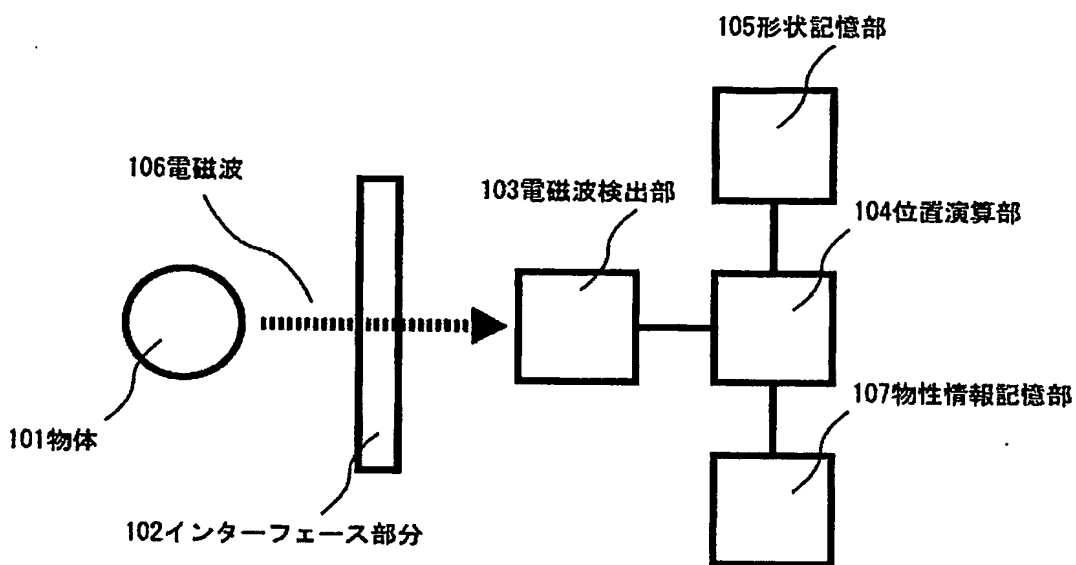 105形状記憶部
106電磁波
103電磁波検出部
104位置演算部
107物性情報記憶部
101物体
102インターフェース部分